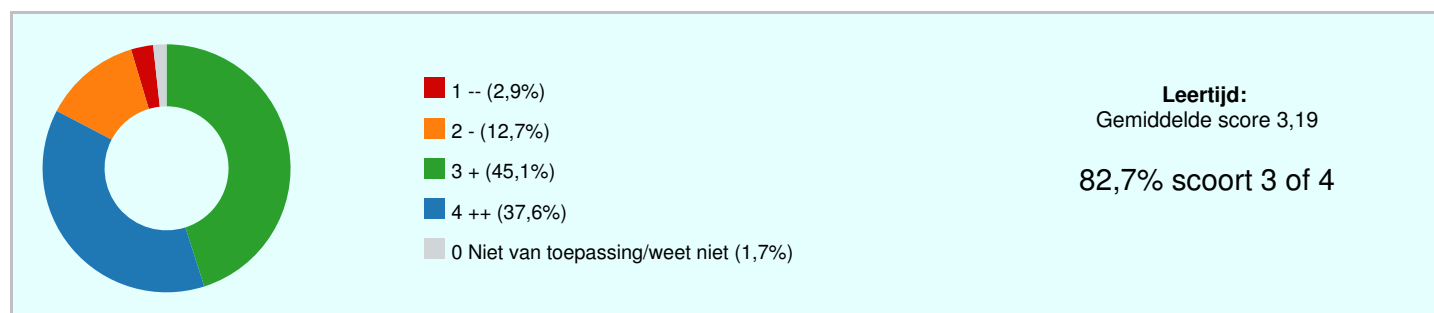 1 -- (2,9%)
2 - (12,7%)
3 + (45,1%)
4 ++ (37,6%)
0 Niet van toepassing/weet niet (1,7%)
Leertijd:
Gemiddelde score 3,19
82,7% scoort 3 of 4